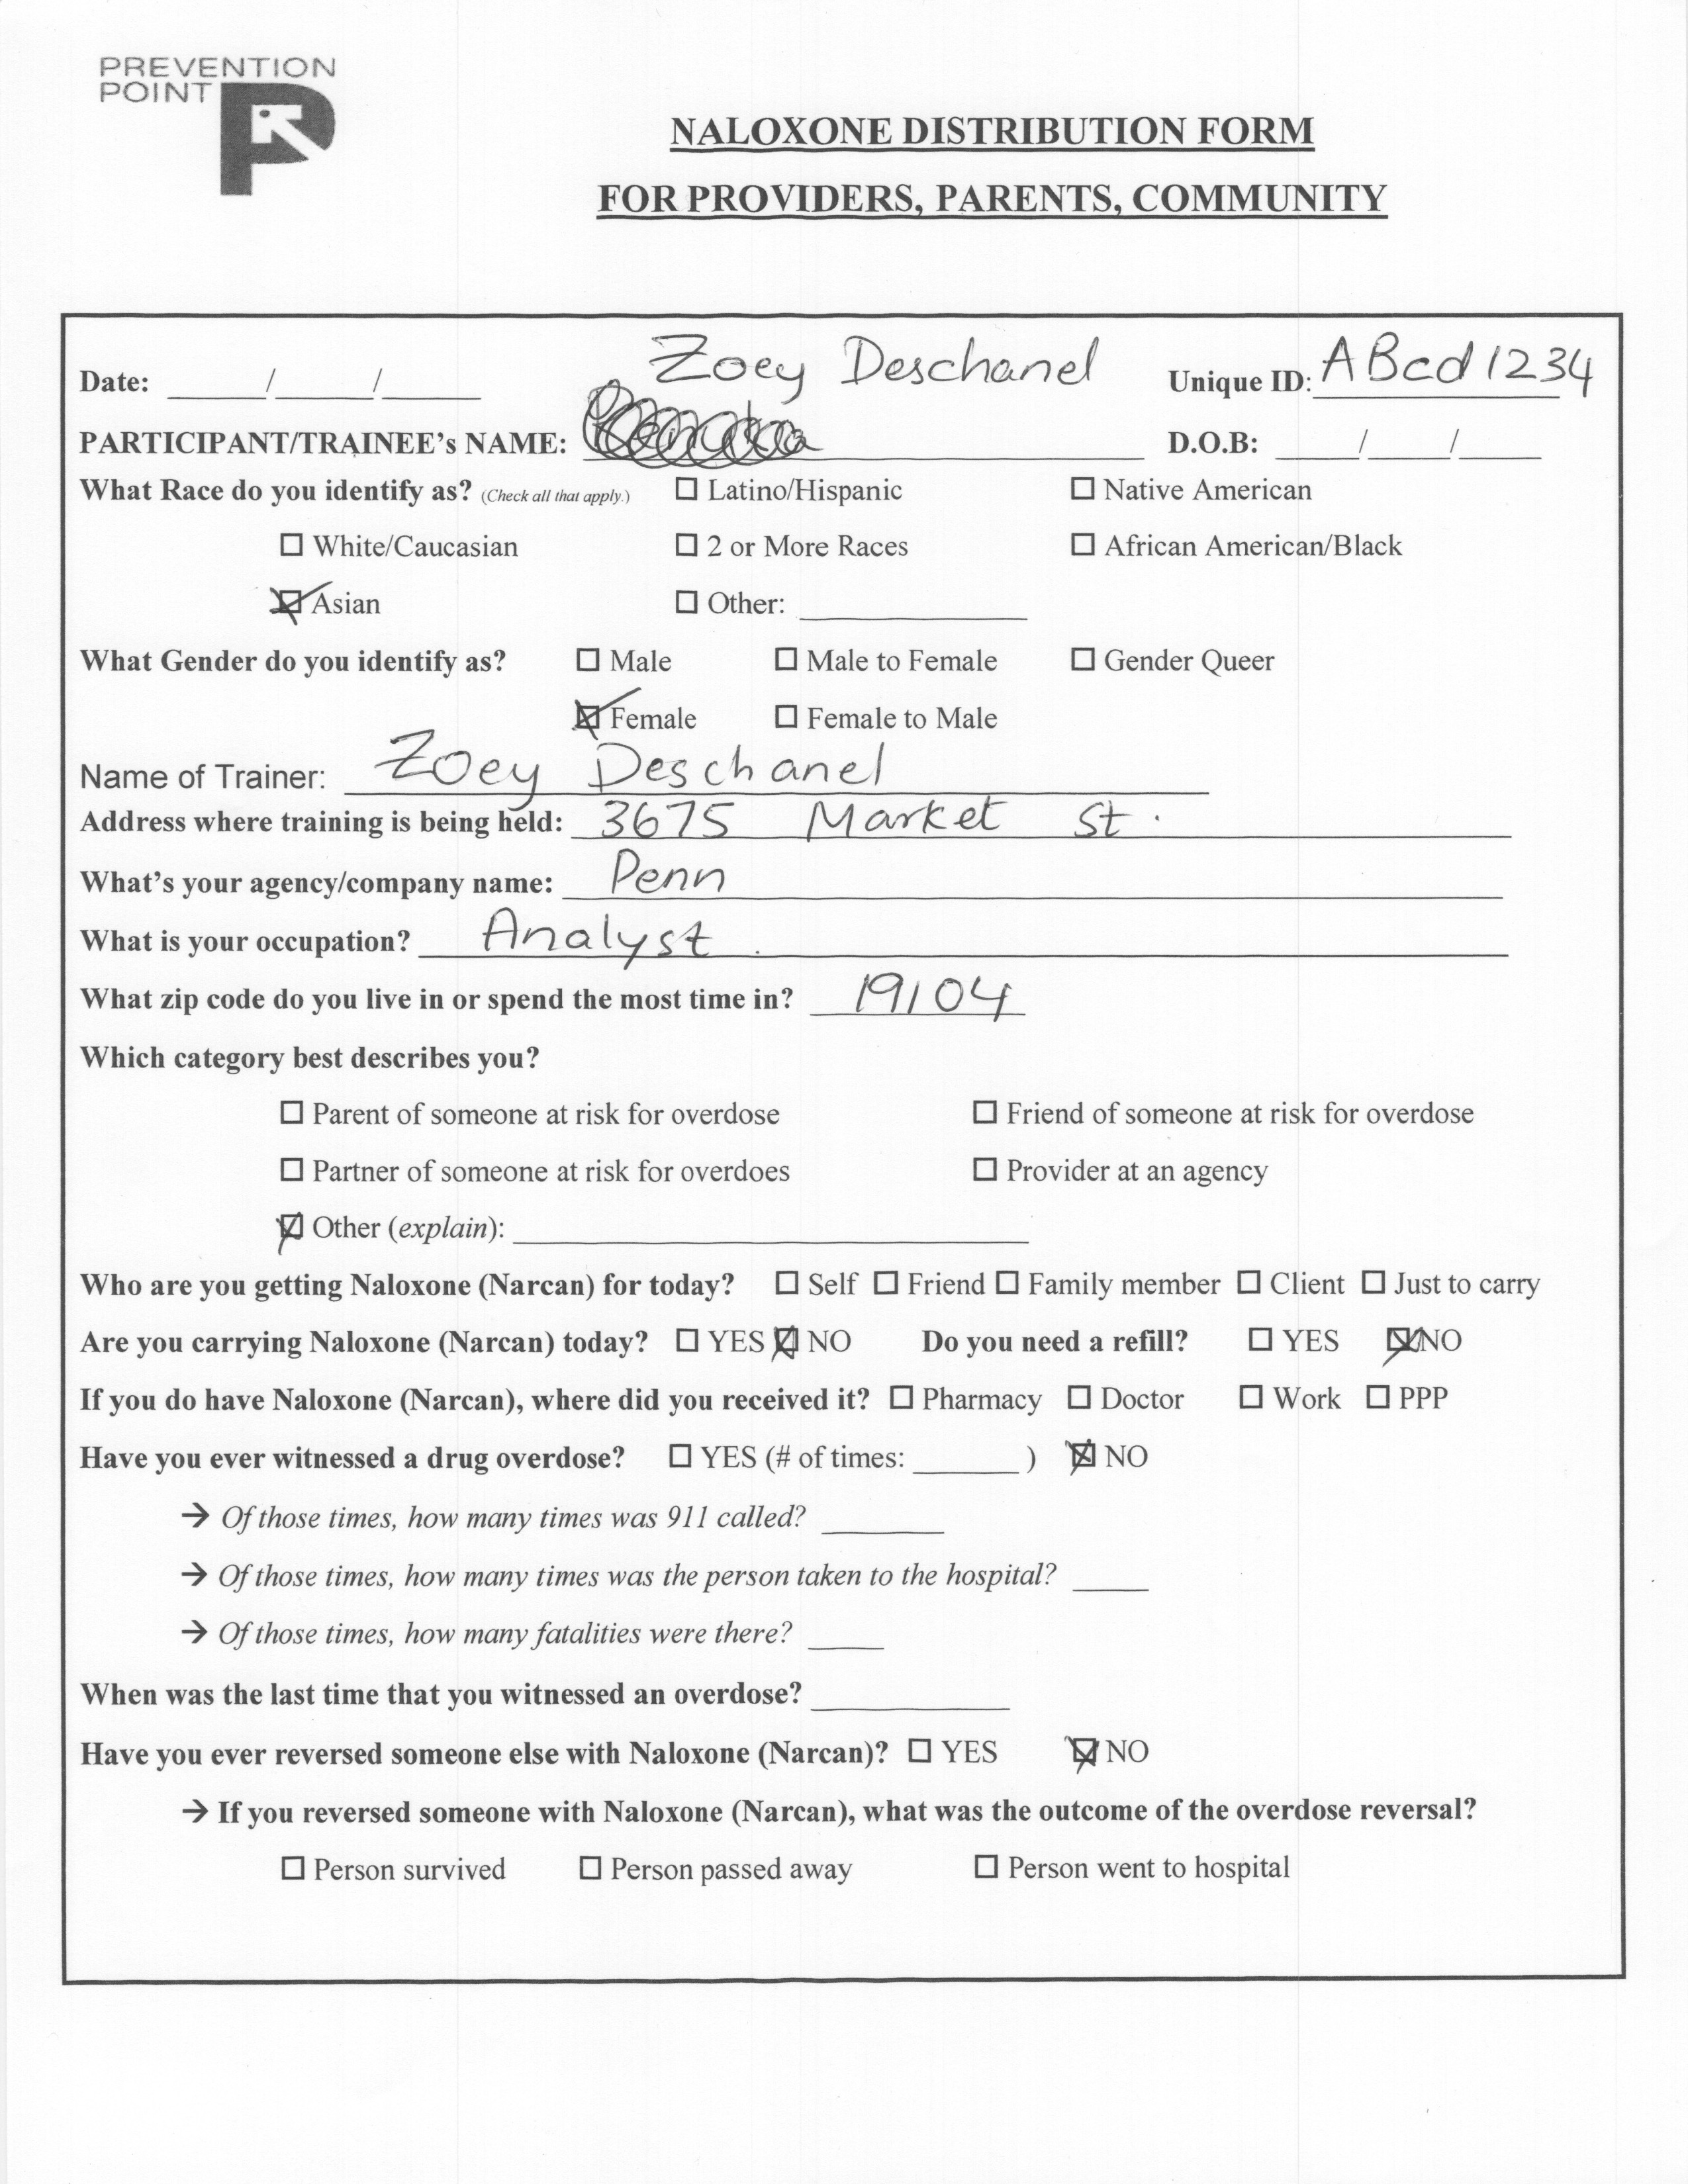 PREVENTION
POINT
NALOXONE DISTRIBUTION FORM
FOR PROVIDERS, PARENTS, COMMUNITY
Date: ______/______/______ Zoey Deschanel Unique ID: ABcd1234
PARTICIPANT/TRAINEE's NAME: D.O.B: _____/_____/_____
What Race do you identify as? (Check all that apply.) ☐ Latino/Hispanic ☐ Native American
☐ White/Caucasian ☐ 2 or More Races ☐ African American/Black
☒ Asian ☐ Other: ______________
What Gender do you identify as? ☐ Male ☐ Male to Female ☐ Gender Queer
☒ Female ☐ Female to Male
Name of Trainer: Zoey Deschanel
Address where training is being held: 3675 Market St.
What's your agency/company name: Penn
What is your occupation? Analyst
What zip code do you live in or spend the most time in? 19104
Which category best describes you?
☐ Parent of someone at risk for overdose ☐ Friend of someone at risk for overdose
☐ Partner of someone at risk for overdoes ☐ Provider at an agency
☒ Other (explain): ______________
Who are you getting Naloxone (Narcan) for today? ☐ Self ☐ Friend ☐ Family member ☐ Client ☐ Just to carry
Are you carrying Naloxone (Narcan) today? ☐ YES ☒ NO Do you need a refill? ☐ YES ☒ NO
If you do have Naloxone (Narcan), where did you received it? ☐ Pharmacy ☐ Doctor ☐ Work ☐ PPP
Have you ever witnessed a drug overdose? ☐ YES (# of times: _______ ) ☒ NO
→ Of those times, how many times was 911 called? ________
→ Of those times, how many times was the person taken to the hospital? _____
→ Of those times, how many fatalities were there? _____
When was the last time that you witnessed an overdose? _____________
Have you ever reversed someone else with Naloxone (Narcan)? ☐ YES ☒ NO
→ If you reversed someone with Naloxone (Narcan), what was the outcome of the overdose reversal?
☐ Person survived ☐ Person passed away ☐ Person went to hospital